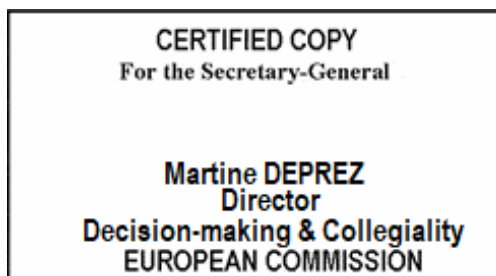 CERTIFIED COPY
For the Secretary-General
Martine DEPREZ
Director
Decision-making & Collegiality
EUROPEAN COMMISSION